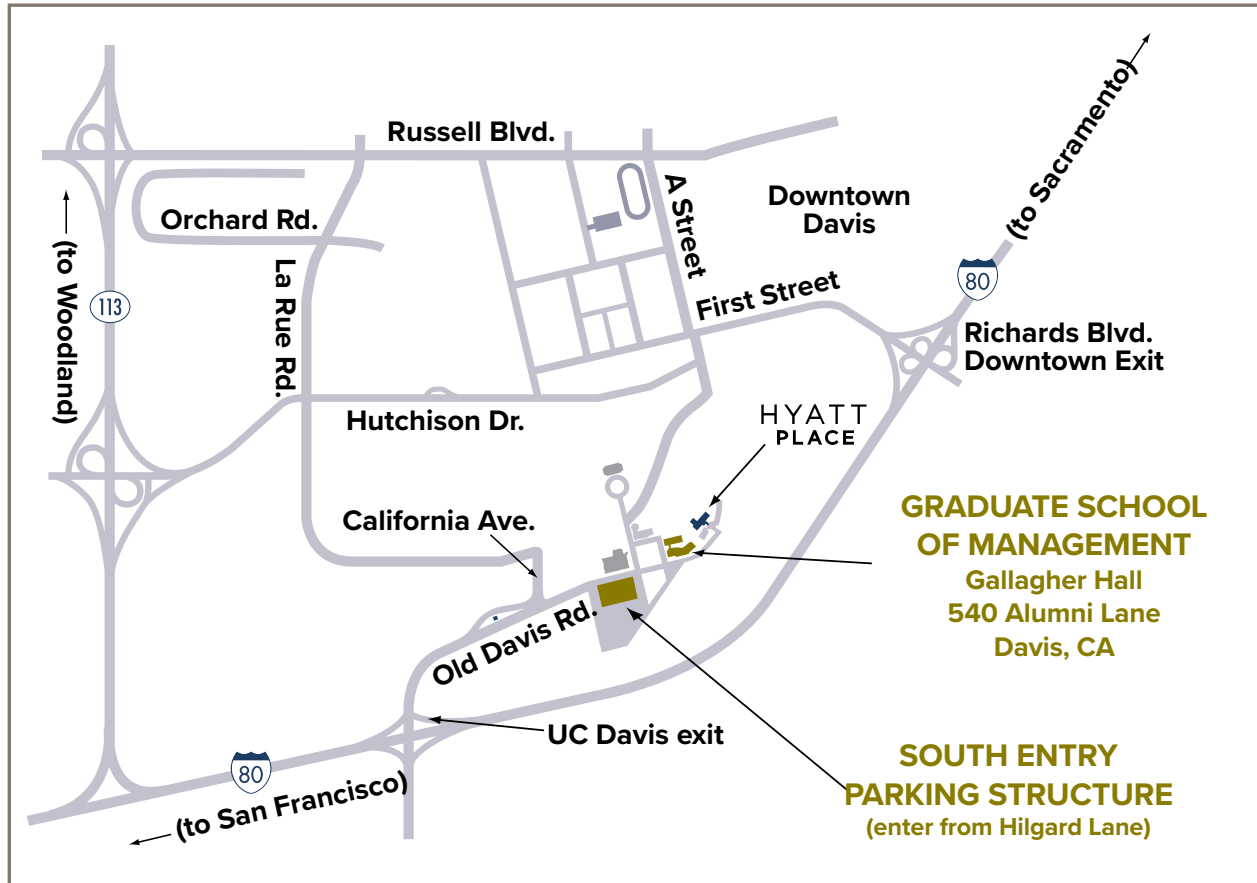 (to Sacramento)
Russell Blvd.
A Street
Downtown
Davis
Orchard Rd.
(to Woodland)
113
La Rue Rd.
First Street
80
Richards Blvd.
Downtown Exit
Hutchison Dr.
HYATT
PLACE
California Ave.
GRADUATE SCHOOL
OF MANAGEMENT
Gallagher Hall
540 Alumni Lane
Davis, CA
Old Davis Rd.
UC Davis exit
80
(to San Francisco)
SOUTH ENTRY
PARKING STRUCTURE
(enter from Hilgard Lane)